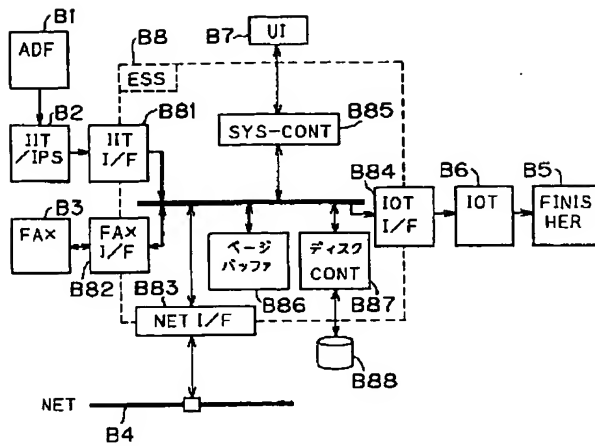 B1
ADF
B8
ESS
B7
UI
B2
IIT
/IPS
B81
IIT
I/F
SYS-CONT
B85
B84
IOT
I/F
B6
IOT
B5
FINIS
HER
B3
FAX
FAX
I/F
B82
ページ
バッファ
B86
ディスク
CONT
B87
B83
NET I/F
B88
NET
B4